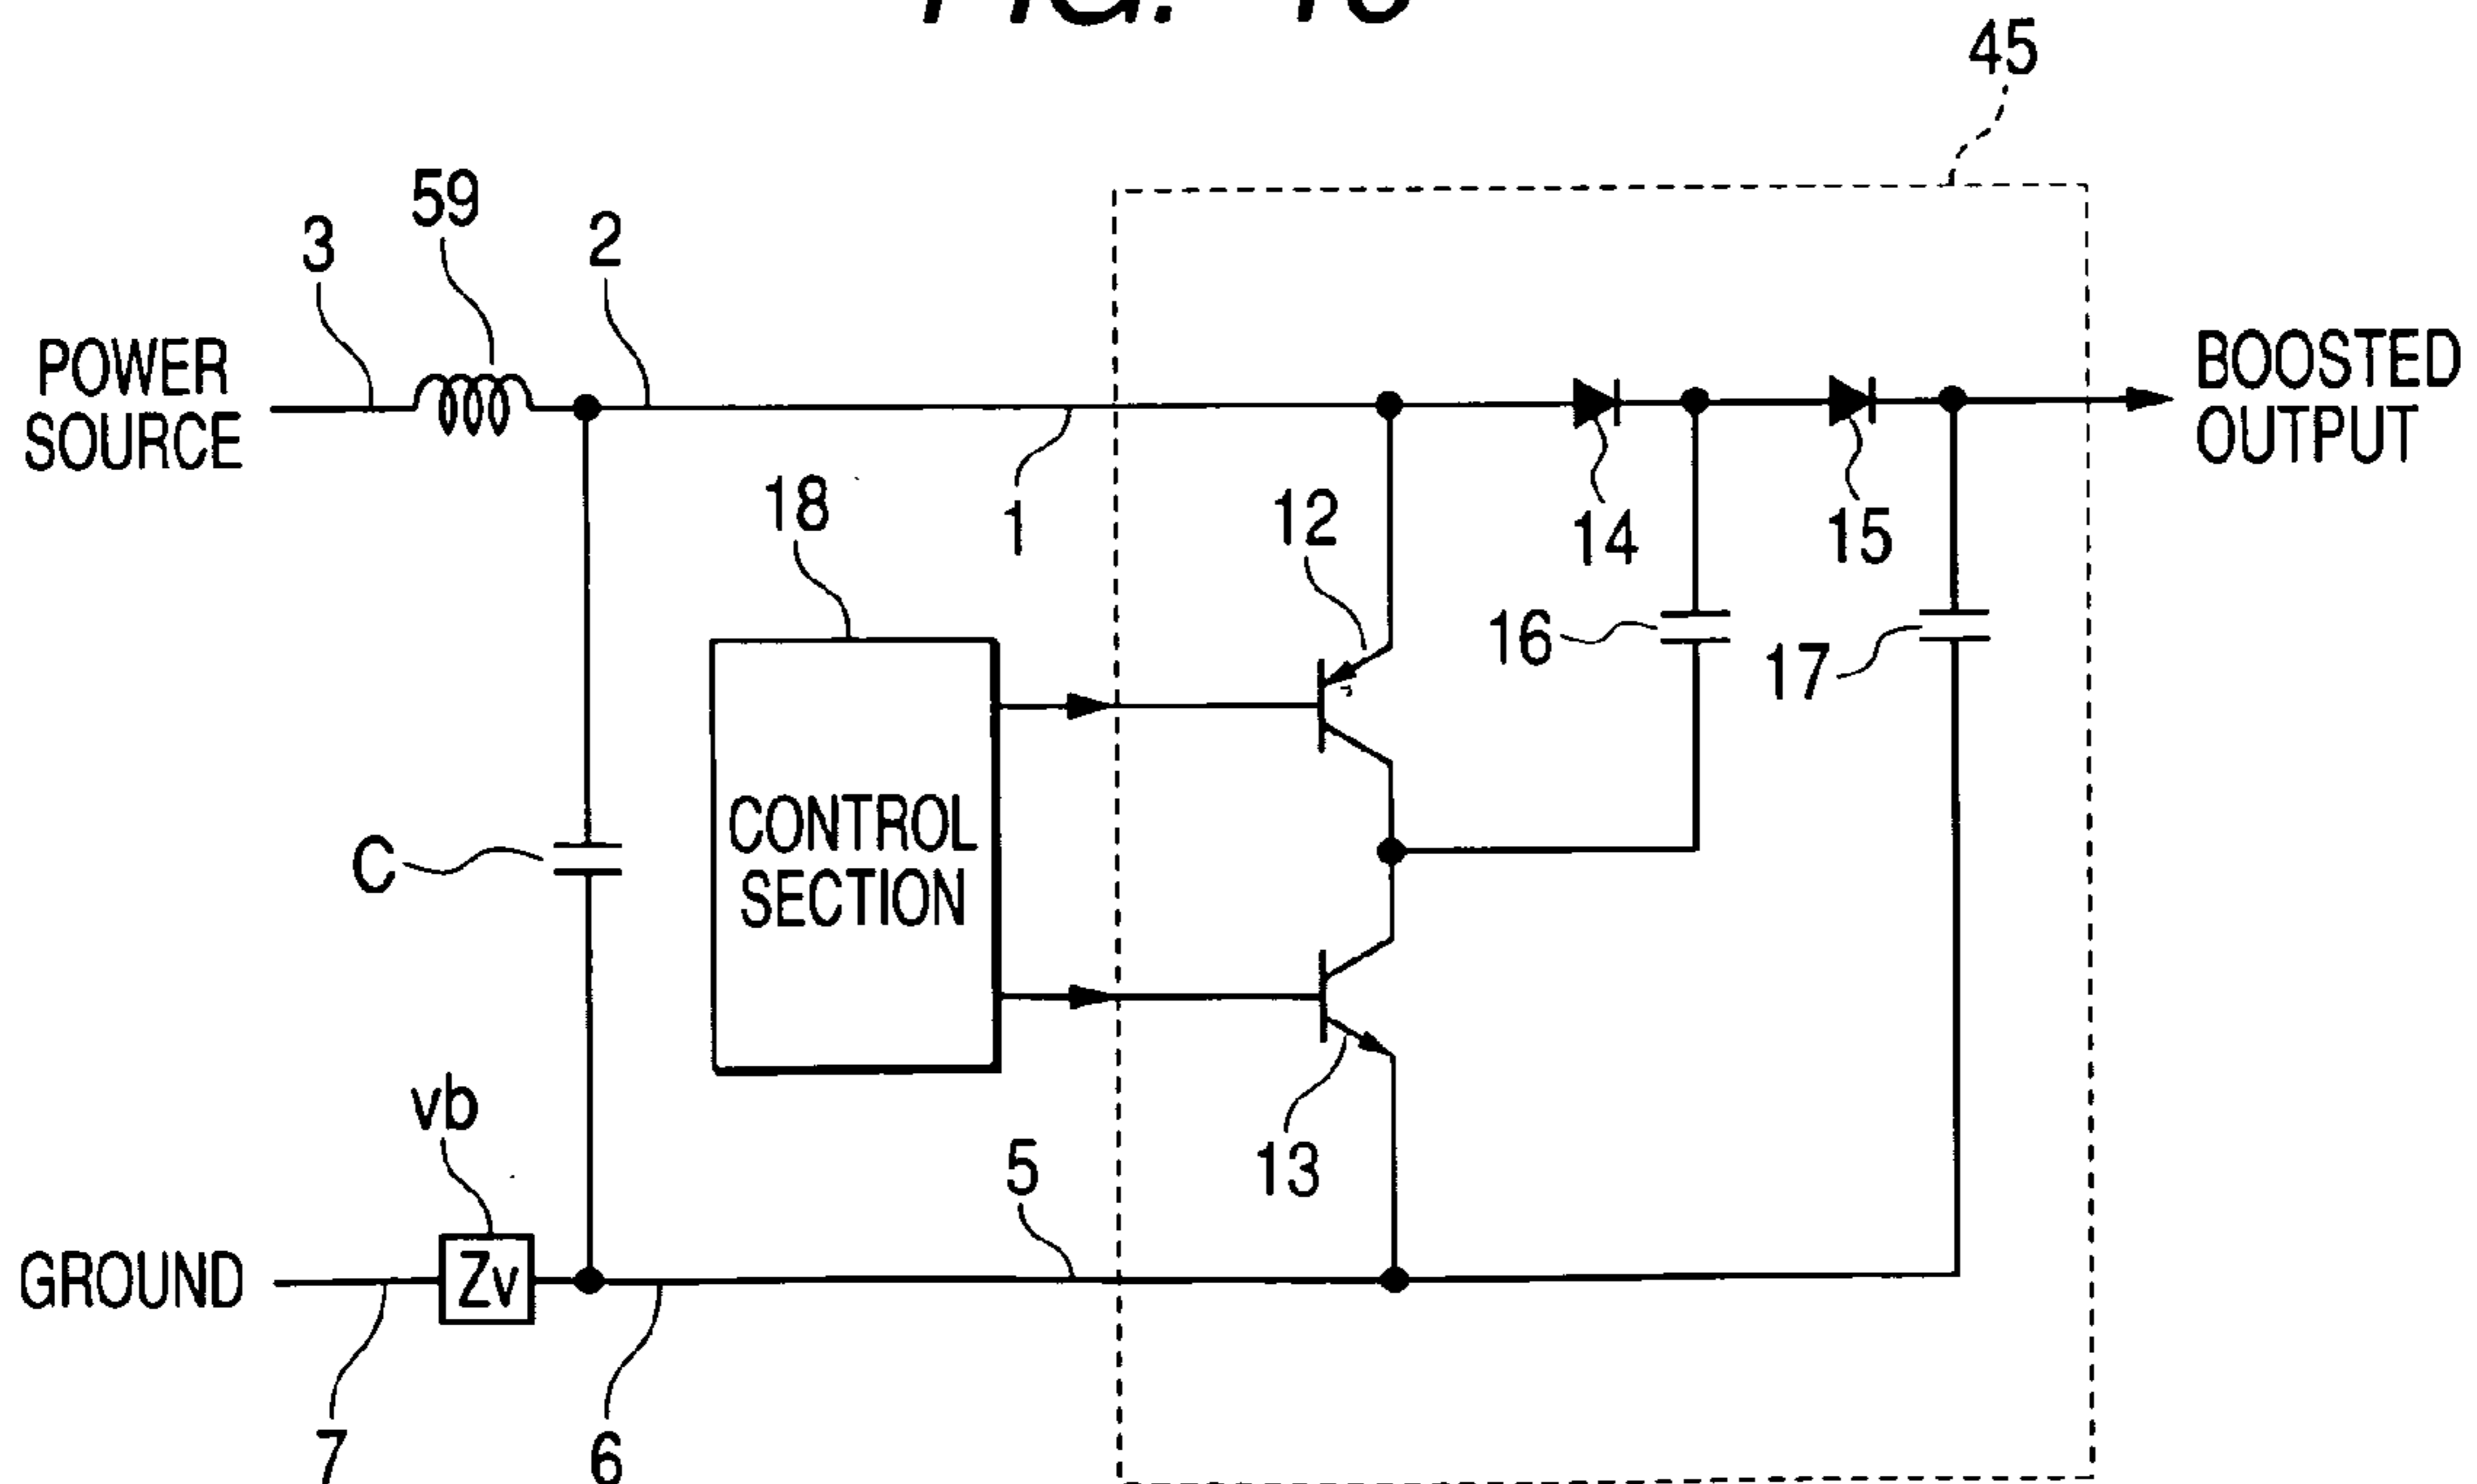 45
59
3
2
POWER
SOURCE
BOOSTED
OUTPUT
18
1
12
14
15
16
17
CONTROL
SECTION
C
vb
5
13
GROUND
Zv
7
6